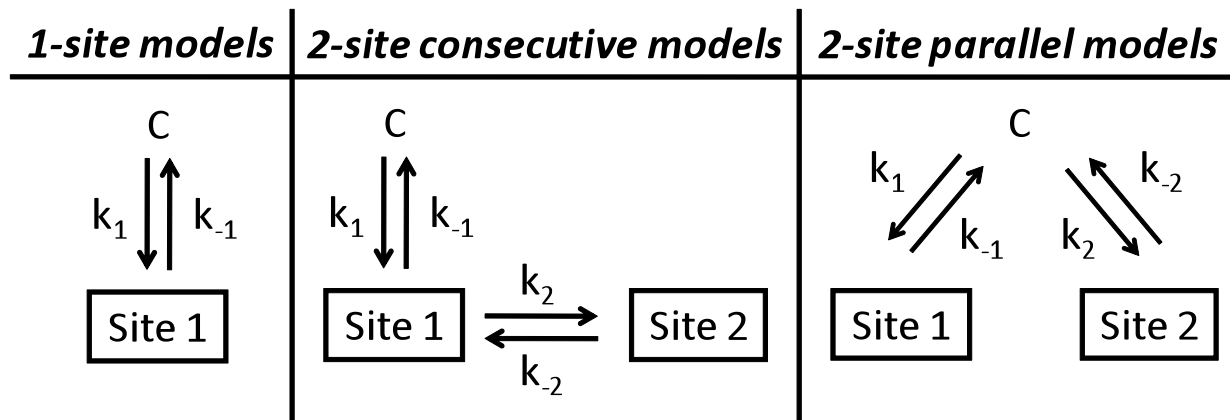 1-site models
2-site consecutive models
2-site parallel models
C
k1
k-1
Site 1
C
k1
k-1
Site 1
k2
k-2
Site 2
C
k1
k-1
k2
k-2
Site 1
Site 2